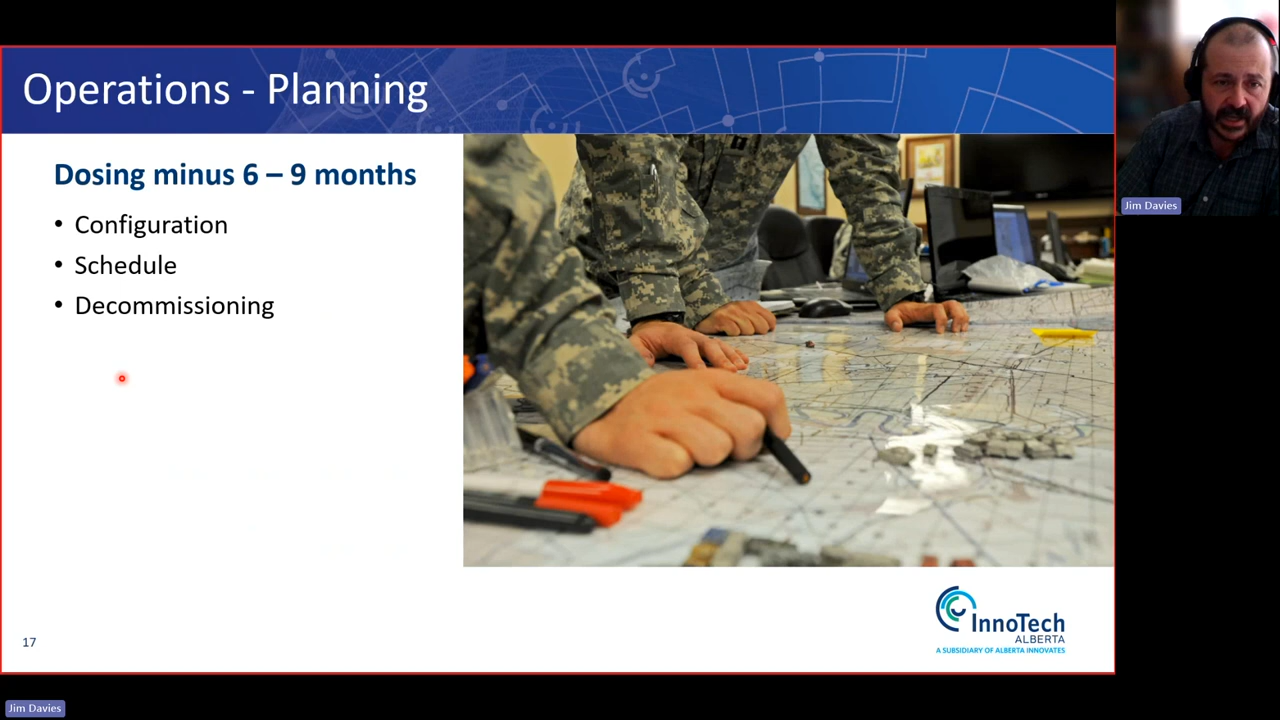 Operations - Planning
Dosing minus 6 – 9 months
• Configuration
• Schedule
• Decommissioning
17
InnoTech
ALBERTA
A SUBSIDIARY OF ALBERTA INNOVATES
Jim Davies
Jim Davies